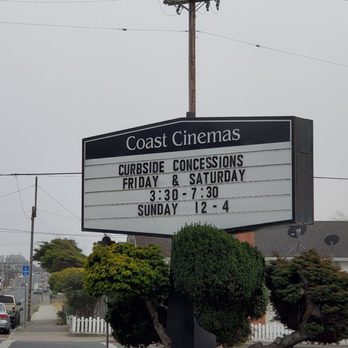 Coast Cinemas
CURBSIDE CONCESSIONS
FRIDAY & SATURDAY
3:30 - 7:30
SUNDAY 12 - 4